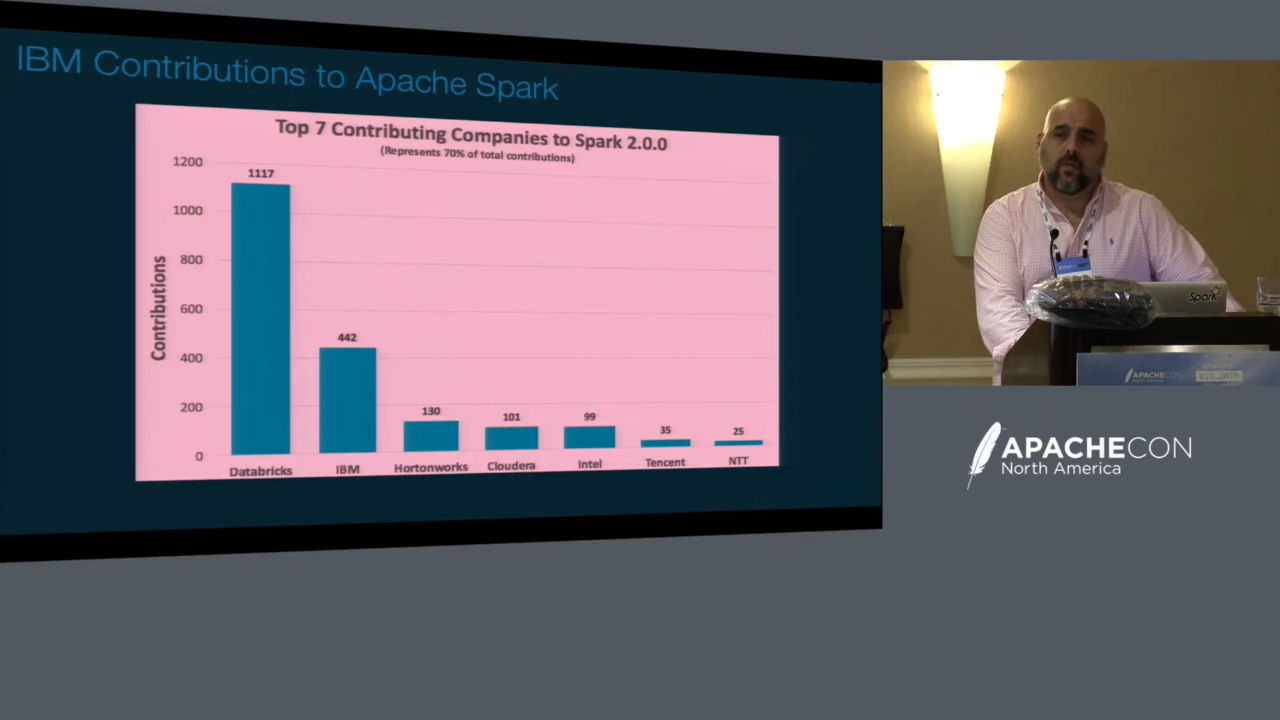 IBM Contributions to Apache Spark
Top 7 Contributing Companies to Spark 2.0.0
(Represents 70% of total contributions)
Contributions
1200
1000
800
600
400
200
0
1117
442
130
101
99
35
25
Databricks
IBM
Hortonworks
Cloudera
Intel
Tencent
NTT
Spark
APACHECON
BIG_DATA
APACHECON
North America